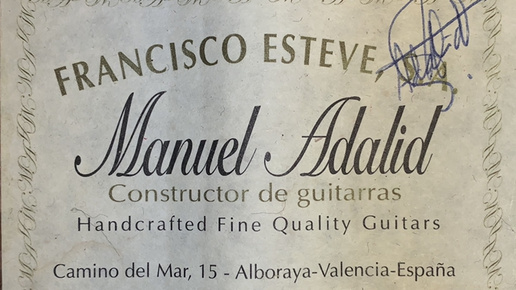 FRANCISCO ESTEVE,
Manuel Adalid
Constructor de guitarras
Handcrafted Fine Quality Guitars
Camino del Mar, 15 - Alboraya-Valencia-España